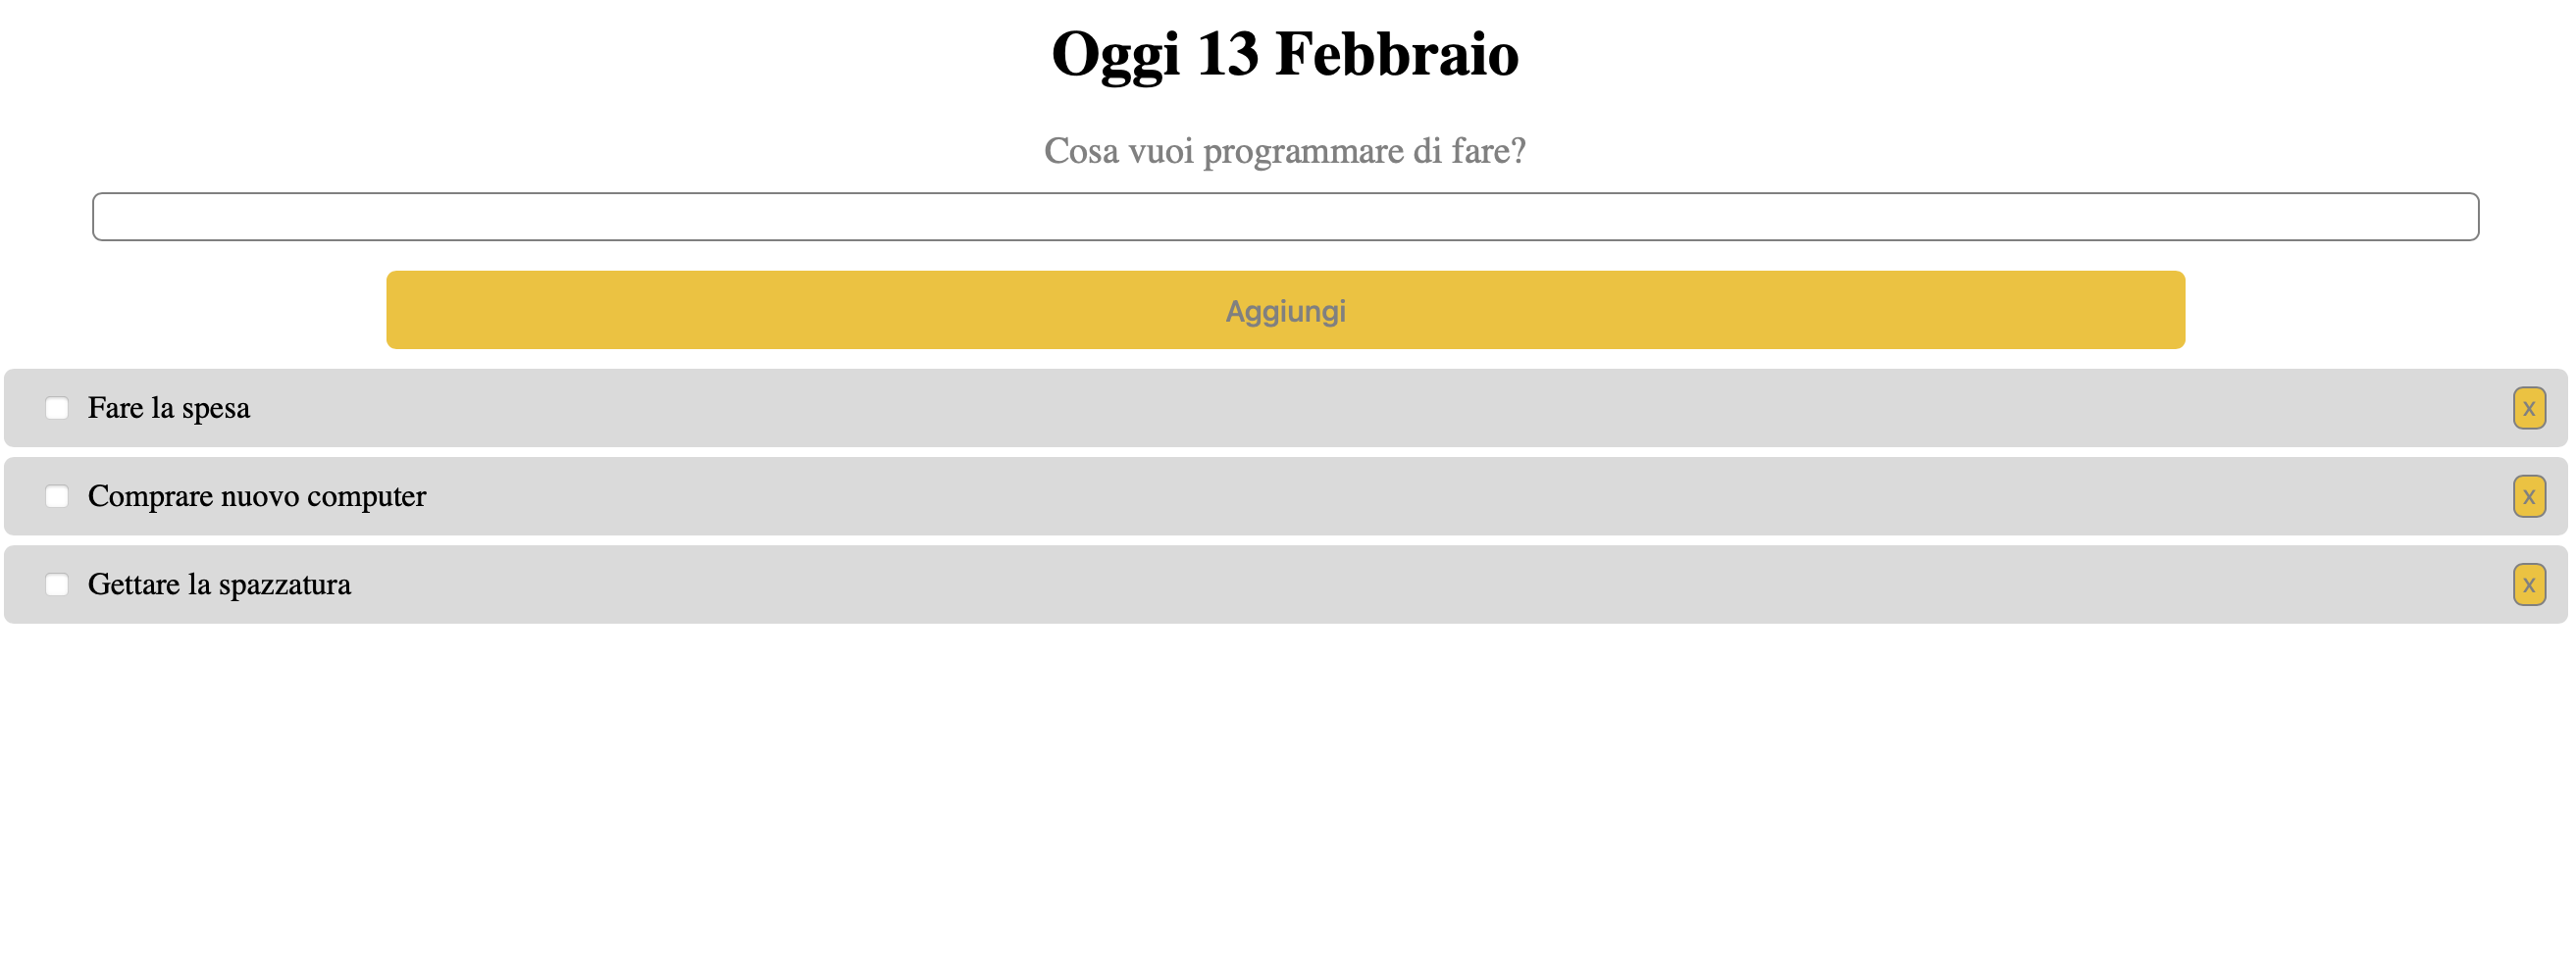 Oggi 13 Febbraio
Cosa vuoi programmare di fare?
Aggiungi
Fare la spesa x
Comprare nuovo computer x
Gettare la spazzatura x